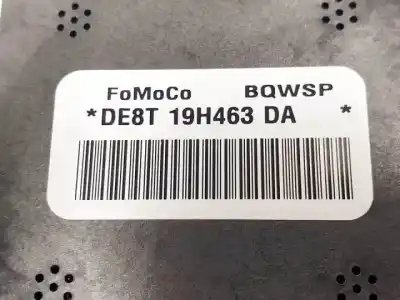 FoMoCo BQWSP
*DE8T 19H463 DA *